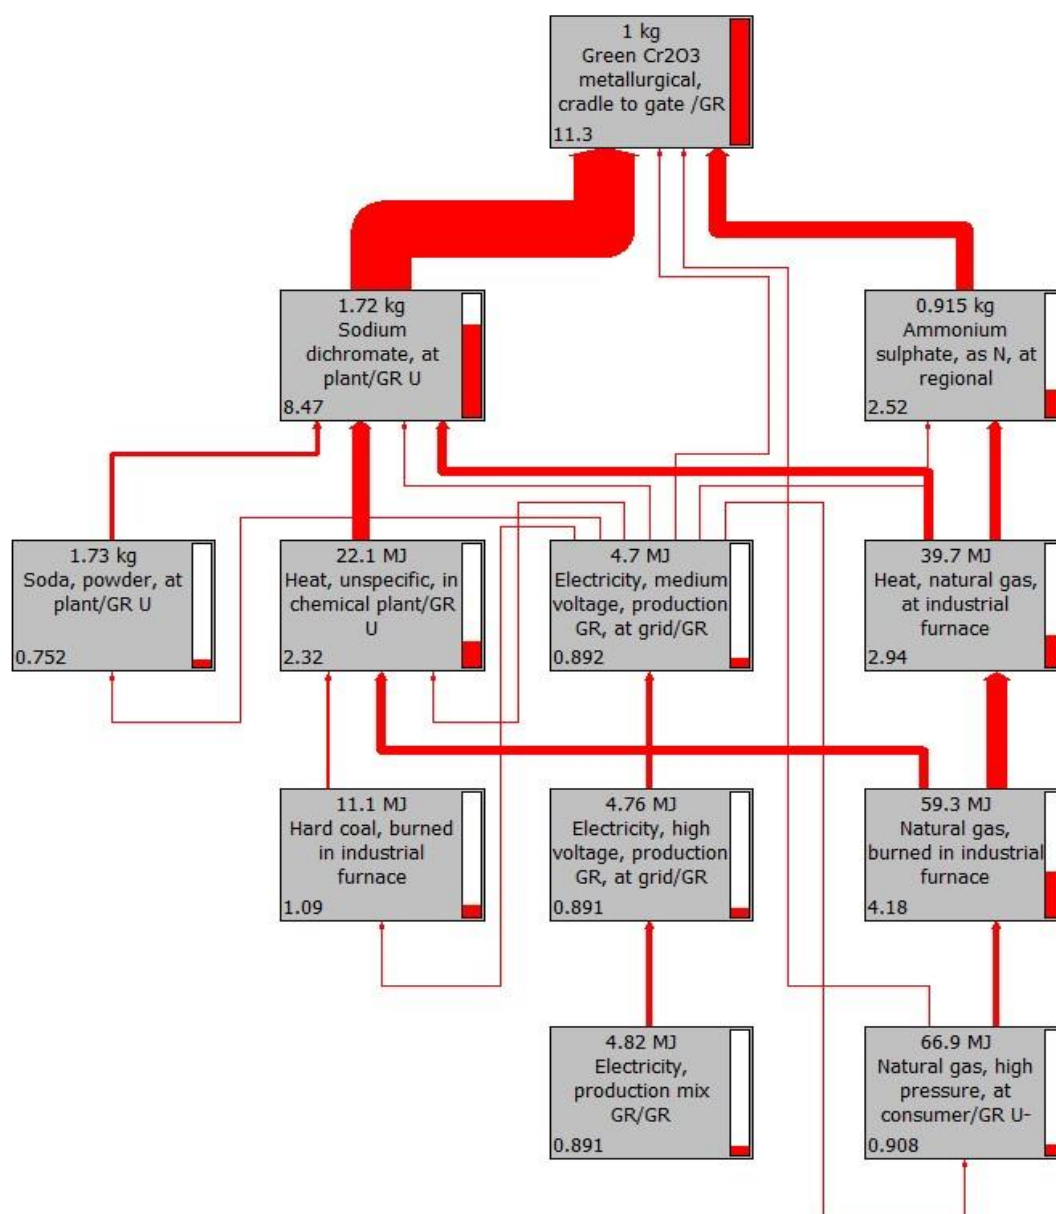 1 kg
Green Cr2O3
metallurgical,
cradle to gate /GR
11.3
1.72 kg
Sodium
dichromate, at
plant/GR U
8.47
0.915 kg
Ammonium
sulphate, as N, at
regional
2.52
1.73 kg
Soda, powder, at
plant/GR U
0.752
22.1 MJ
Heat, unspecific, in
chemical plant/GR
U
2.32
4.7 MJ
Electricity, medium
voltage, production
GR, at grid/GR
0.892
39.7 MJ
Heat, natural gas,
at industrial
furnace
2.94
11.1 MJ
Hard coal, burned
in industrial
furnace
1.09
4.76 MJ
Electricity, high
voltage, production
GR, at grid/GR
0.891
59.3 MJ
Natural gas,
burned in industrial
furnace
4.18
4.82 MJ
Electricity,
production mix
GR/GR
0.891
66.9 MJ
Natural gas, high
pressure, at
consumer/GR U-
0.908